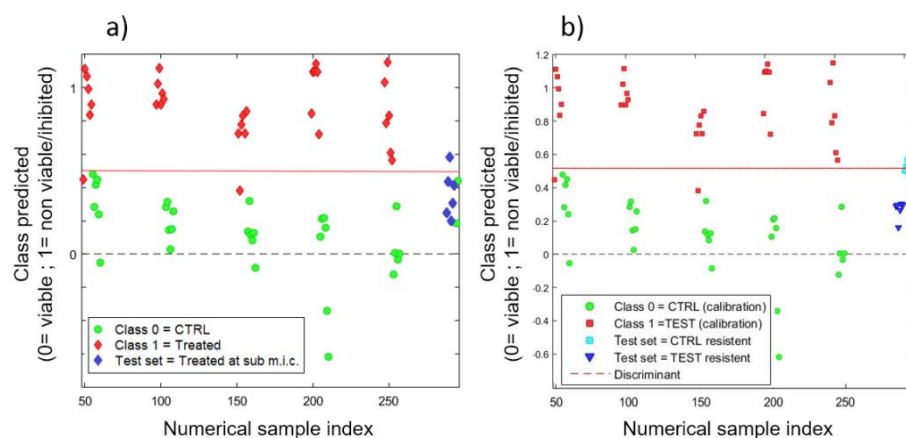 a)
Class predicted
(0= viable ; 1= non viable/ihibited)
1
0
50
100
150
200
250
Numerical sample index
Class 0 = CTRL
Class 1 = Treated
Test set = Treated at sub m.i.c.
b)
Class predicted
(0= viable ; 1= non viable/ihibited)
1.2
1
0.8
0.6
0.4
0.2
0
-0.2
-0.4
-0.6
50
100
150
200
250
Numerical sample index
Class 0 = CTRL (calibration)
Class 1 =TEST (calibration)
Test set = CTRL resistent
Test set = TEST resistent
Discriminant